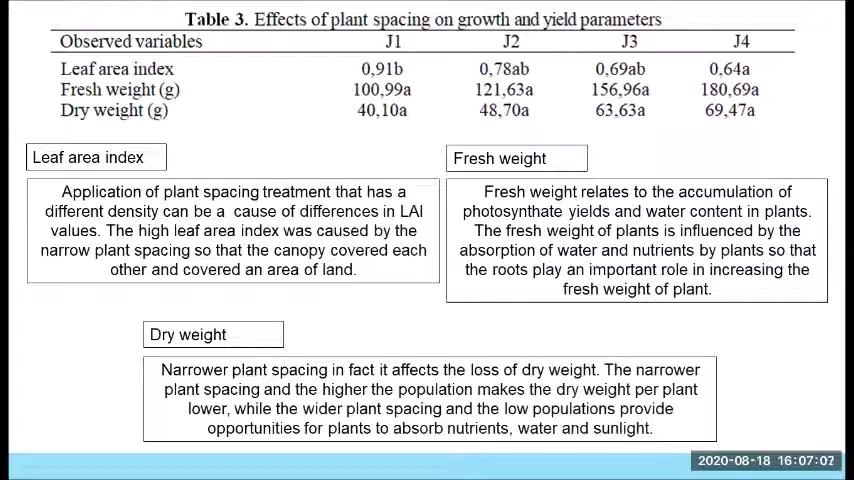 Table 3. Effects of plant spacing on growth and yield parameters
Observed variables J1 J2 J3 J4
Leaf area index 0,91b 0,78ab 0,69ab 0,64a
Fresh weight (g) 100,99a 121,63a 156,96a 180,69a
Dry weight (g) 40,10a 48,70a 63,63a 69,47a
Leaf area index
Application of plant spacing treatment that has a
different density can be a cause of differences in LAI
values. The high leaf area index was caused by the
narrow plant spacing so that the canopy covered each
other and covered an area of land.
Fresh weight
Fresh weight relates to the accumulation of
photosynthate yields and water content in plants.
The fresh weight of plants is influenced by the
absorption of water and nutrients by plants so that
the roots play an important role in increasing the
fresh weight of plant.
Dry weight
Narrower plant spacing in fact it affects the loss of dry weight. The narrower
plant spacing and the higher the population makes the dry weight per plant
lower, while the wider plant spacing and the low populations provide
opportunities for plants to absorb nutrients, water and sunlight.
2020-08-18 16:07:07